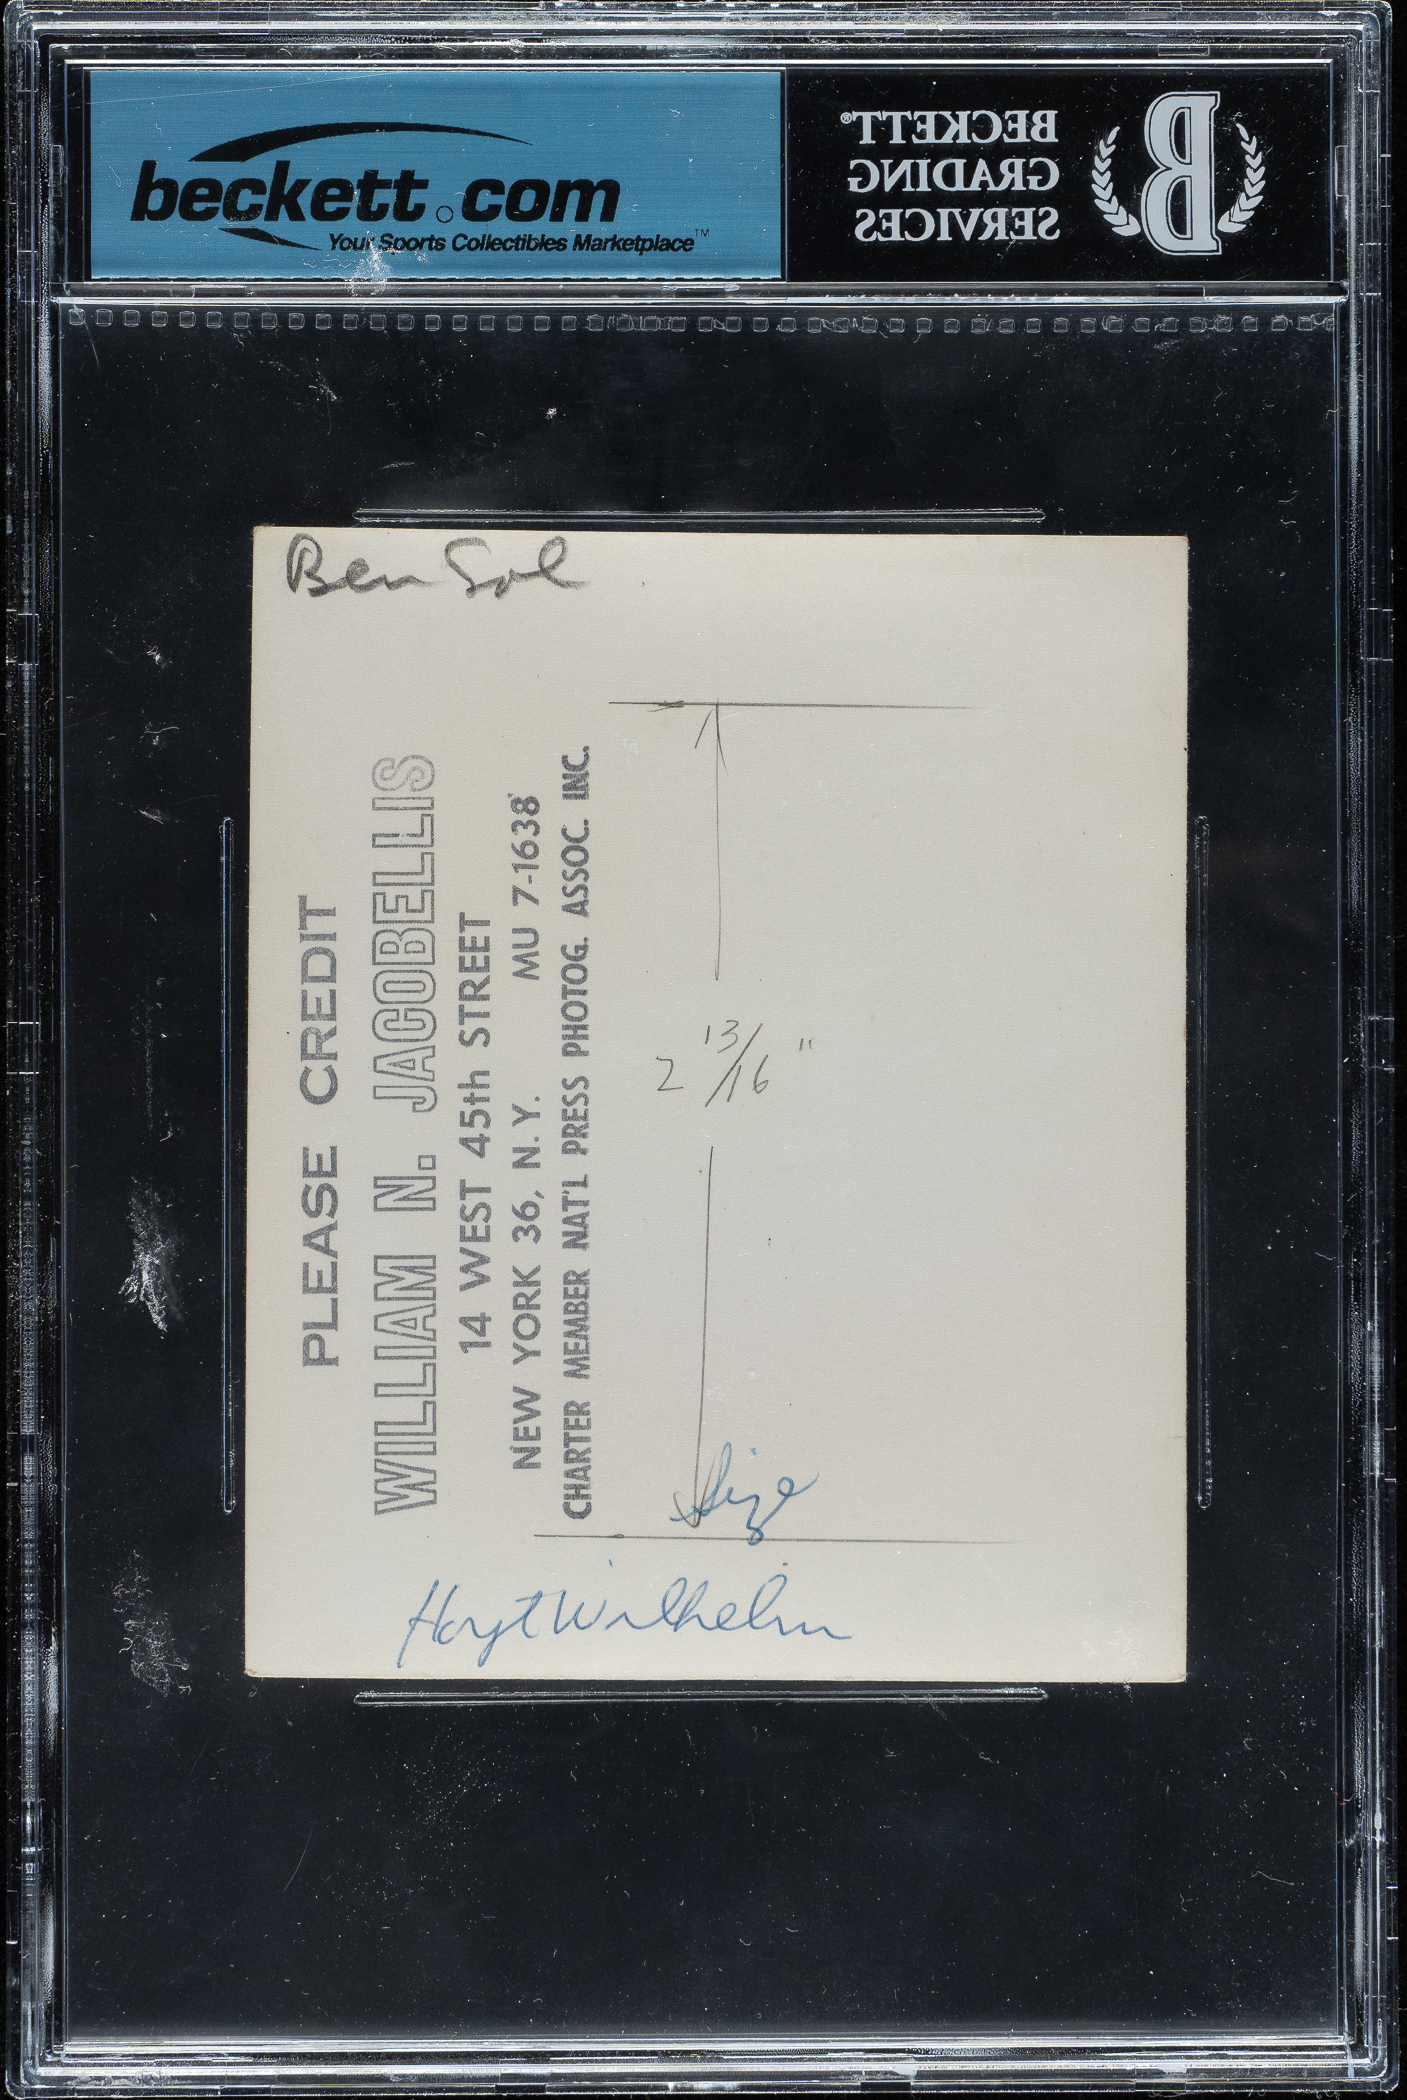 beckett.com
Your Sports Collectibles Marketplace™
BECKETT®
GRADING
SERVICES
B
Ben Sol
PLEASE CREDIT
WILLIAM N. JACOBELLIS
14 WEST 45th STREET
NEW YORK 36, N.Y. MU 7-1638
CHARTER MEMBER NAT'L PRESS PHOTOG. ASSOC. INC.
2 13/16"
Size
Hoyt Wilhelm